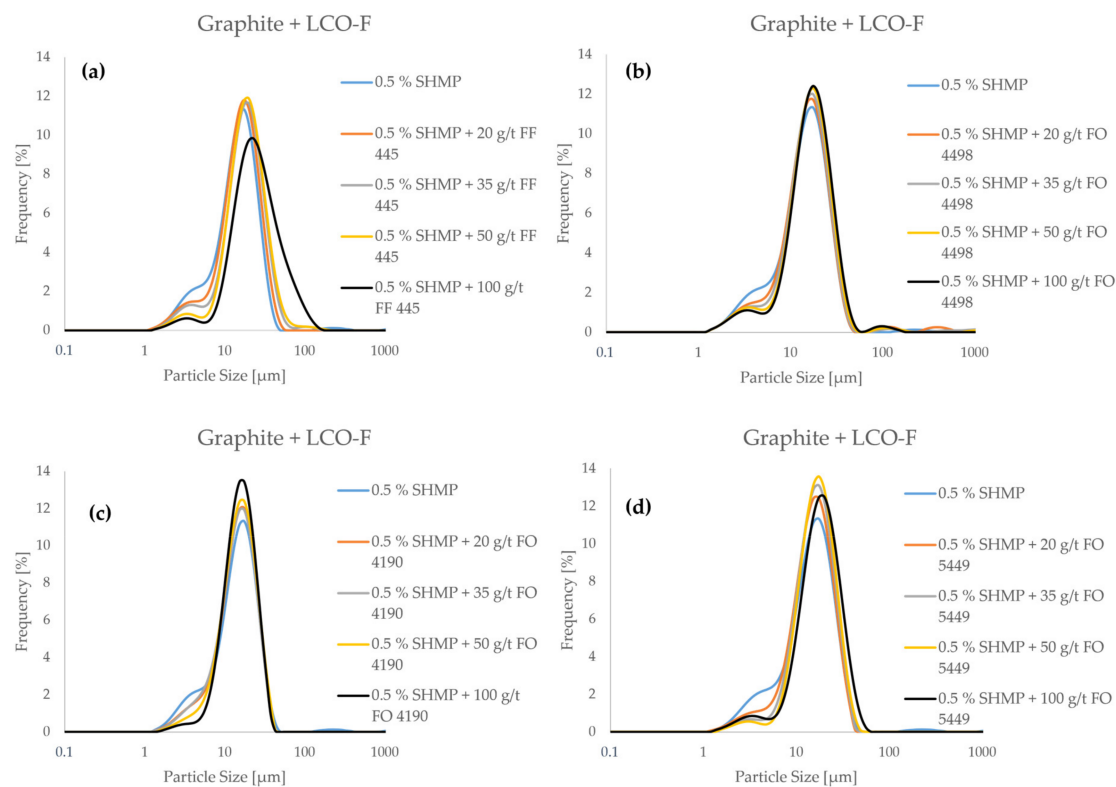 Graphite + LCO-F
(a)
14
12
10
8
6
4
2
0
Frequency [%]
0.1 1 10 100 1000
Particle Size [µm]
0.5 % SHMP
0.5 % SHMP + 20 g/t FF
445
0.5 % SHMP + 35 g/t FF
445
0.5 % SHMP + 50 g/t FF
445
0.5 % SHMP + 100 g/t
FF 445
Graphite + LCO-F
(b)
14
12
10
8
6
4
2
0
Frequency [%]
0.1 1 10 100 1000
Particle Size [µm]
0.5 % SHMP
0.5 % SHMP + 20 g/t FO
4498
0.5 % SHMP + 35 g/t FO
4498
0.5 % SHMP + 50 g/t FO
4498
0.5 % SHMP + 100 g/t FO
4498
Graphite + LCO-F
(c)
14
12
10
8
6
4
2
0
Frequency [%]
0.1 1 10 100 1000
Particle Size [µm]
0.5 % SHMP
0.5 % SHMP + 20 g/t FO
4190
0.5 % SHMP + 35 g/t FO
4190
0.5 % SHMP + 50 g/t FO
4190
0.5 % SHMP + 100 g/t
FO 4190
Graphite + LCO-F
(d)
14
12
10
8
6
4
2
0
Frequency [%]
0.1 1 10 100 1000
Particle Size [µm]
0.5 % SHMP
0.5 % SHMP + 20 g/t FO
5449
0.5 % SHMP + 35 g/t FO
5449
0.5 % SHMP + 50 g/t FO
5449
0.5 % SHMP + 100 g/t FO
5449